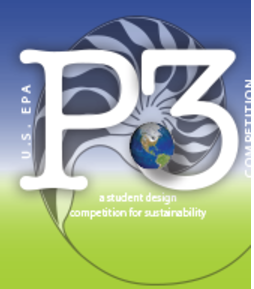 U.S. EPA
P3
COMPETITION
a student design
competition for sustainability